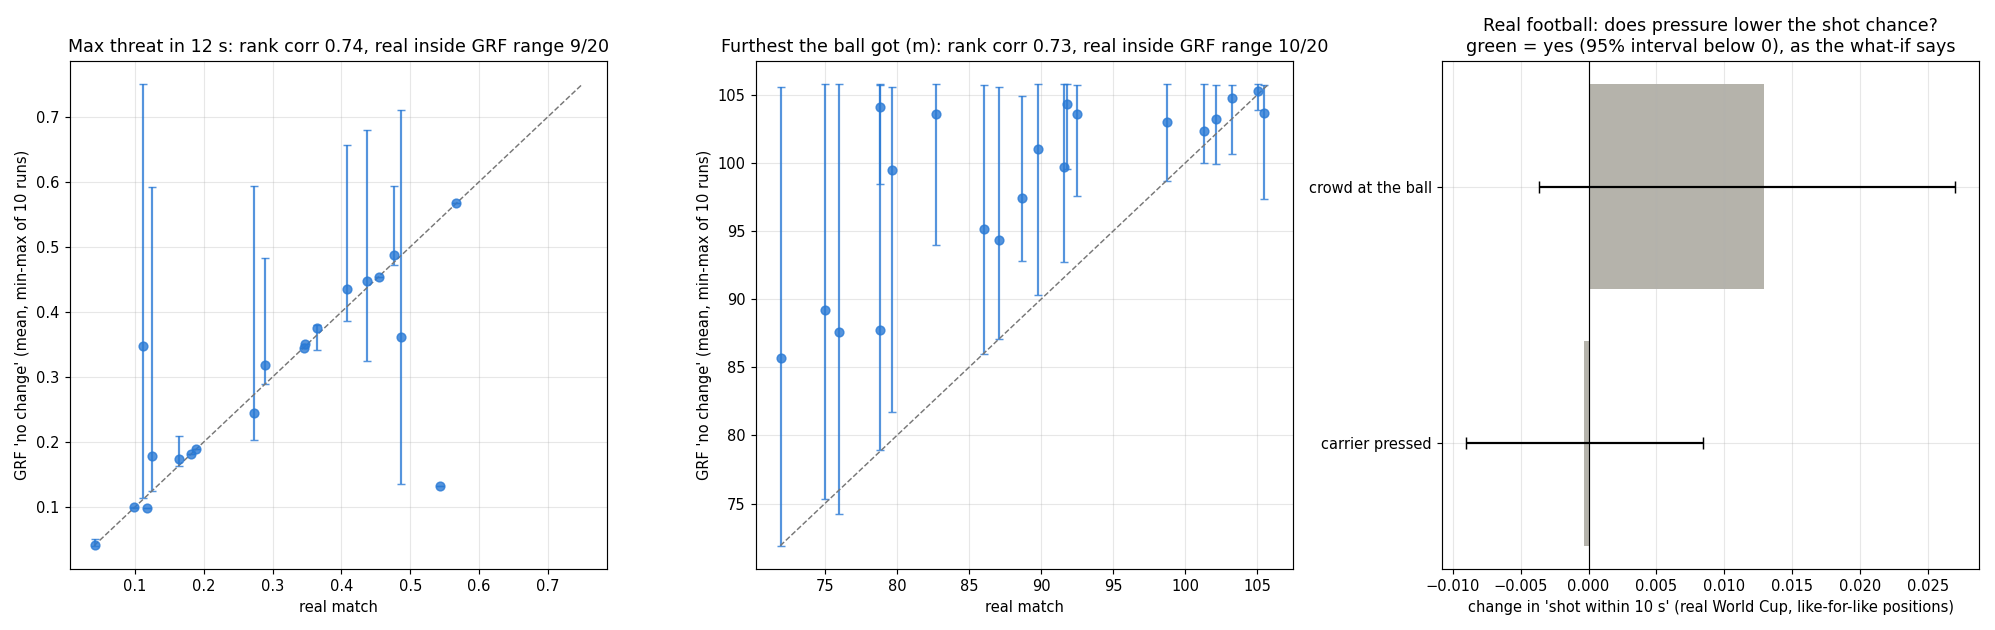 Max threat in 12 s: rank corr 0.74, real inside GRF range 9/20
GRF 'no change' (mean, min-max of 10 runs)
0.7
0.6
0.5
0.4
0.3
0.2
0.1
0.1 0.2 0.3 0.4 0.5 0.6 0.7
real match
Furthest the ball got (m): rank corr 0.73, real inside GRF range 10/20
GRF 'no change' (mean, min-max of 10 runs)
105
100
95
90
85
80
75
75 80 85 90 95 100 105
real match
Real football: does pressure lower the shot chance?
green = yes (95% interval below 0), as the what-if says
crowd at the ball
carrier pressed
−0.010 −0.005 0.000 0.005 0.010 0.015 0.020 0.025
change in 'shot within 10 s' (real World Cup, like-for-like positions)